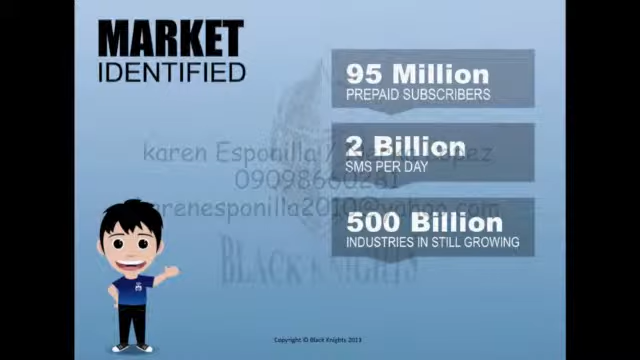 MARKET
IDENTIFIED
95 Million
PREPAID SUBSCRIBERS
2 Billion
SMS PER DAY
500 Billion
INDUSTRIES IN STILL GROWING
karen Esponilla /
karenesponilla2010@yahoo.com
BLACK KNIGHTS
Copyright © Black Knights 2013